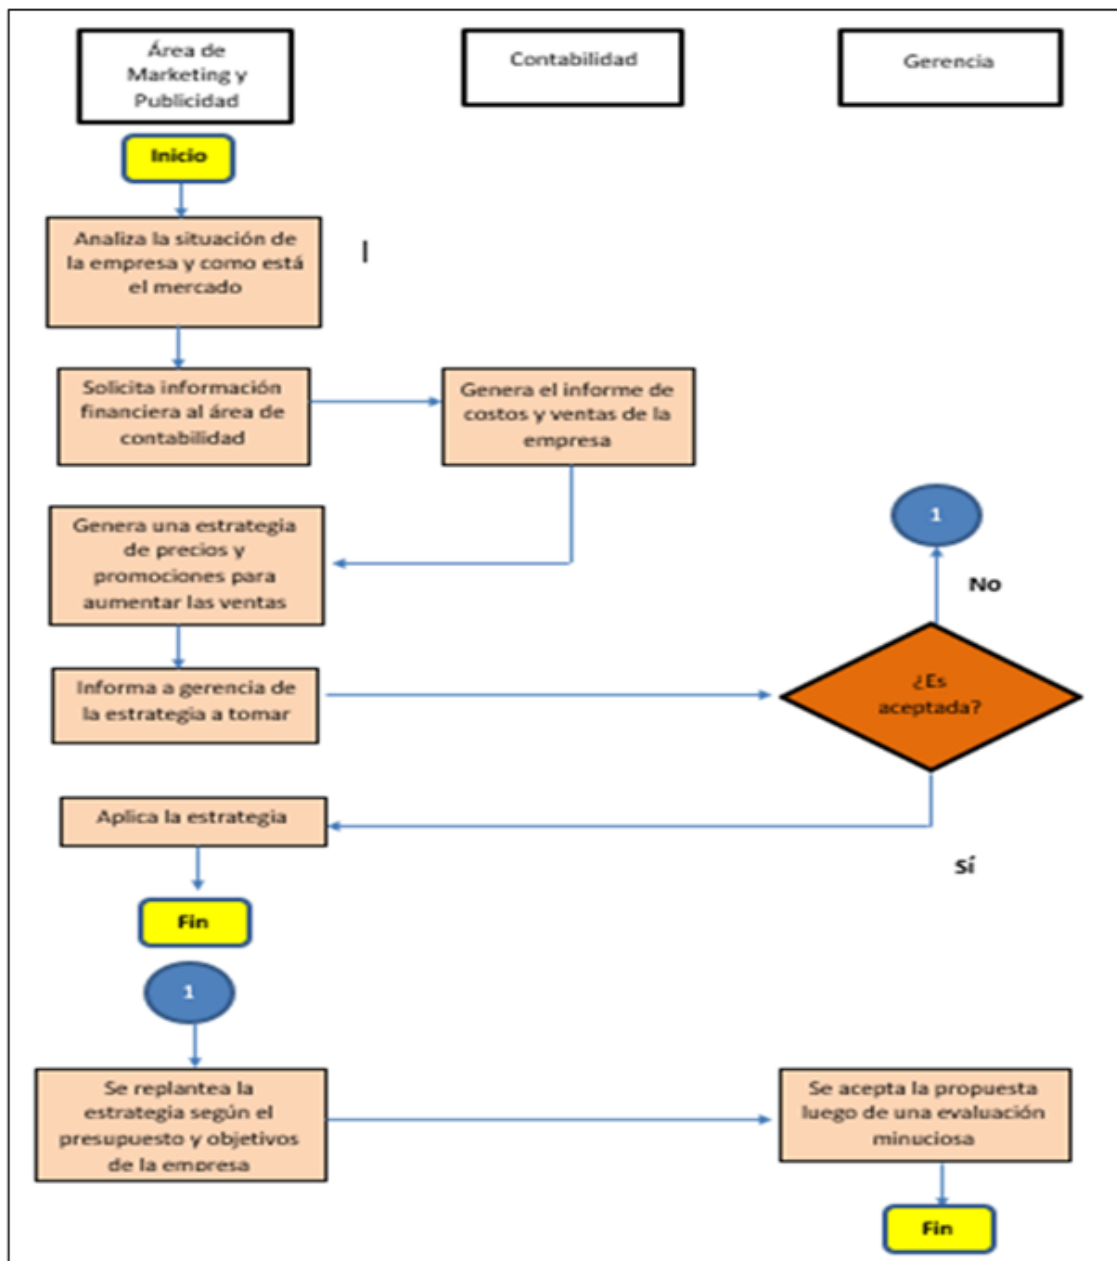 Área de
Marketing y
Publicidad
Contabilidad
Gerencia
Inicio
Analiza la situación de
la empresa y como está
el mercado
Solicita información
financiera al área de
contabilidad
Genera el informe de
costos y ventas de la
empresa
Genera una estrategia
de precios y
promociones para
aumentar las ventas
1
No
Informa a gerencia de
la estrategia a tomar
¿Es
aceptada?
Aplica la estrategia
Sí
Fin
1
Se replantea la
estrategia según el
presupuesto y objetivos
de la empresa
Se acepta la propuesta
luego de una evaluación
minuciosa
Fin